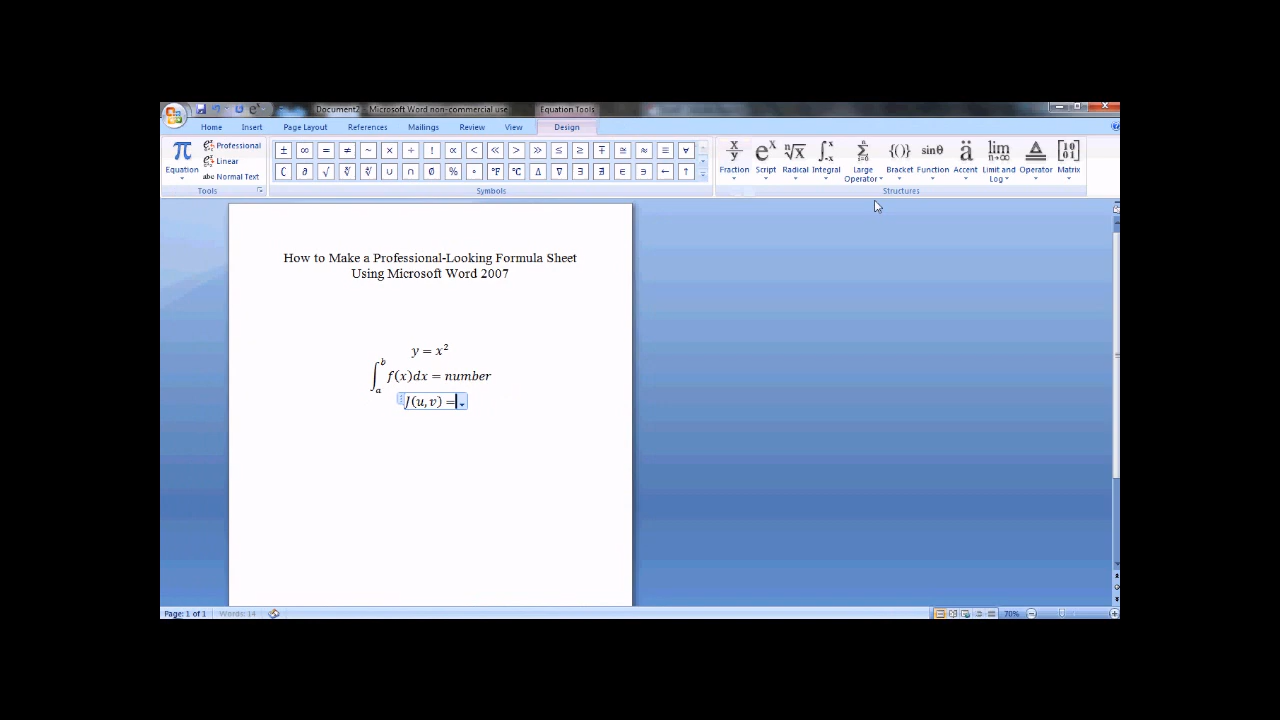 Document2 - Microsoft Word non-commercial use
Equation Tools
Home Insert Page Layout References Mailings Review View Design
π Equation
Professional
Linear
abc Normal Text
Tools
± ∞ = ≠ ~ × ÷ ! ∝ < ≪ > ≫ ≤ ≥ ∓ ≅ ≈ ≡ ∀
∁ ∂ √ ∛ ∜ ∪ ∩ ∅ % ° °F °C ∆ ∇ ∃ ∄ ∈ ∋ ← ↑
Symbols
Fraction Script Radical Integral Large Operator Bracket Function Accent Limit and Log Operator Matrix
Structures
How to Make a Professional-Looking Formula Sheet
Using Microsoft Word 2007
y = x²
∫ₐᵇ f(x)dx = number
J(u, v) =
Page: 1 of 1 Words: 14 70%